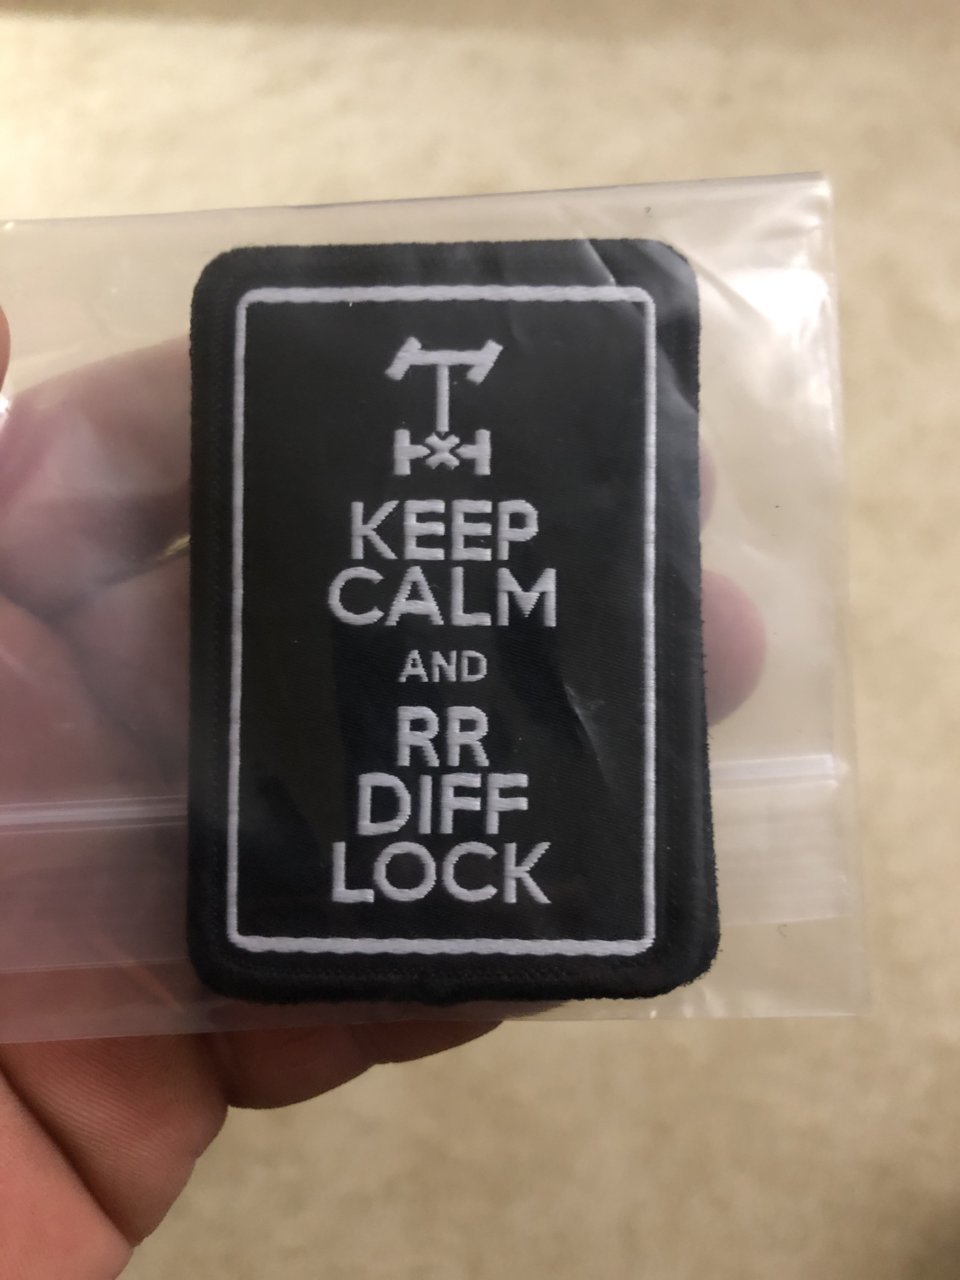 KEEP
CALM
AND
RR
DIFF
LOCK